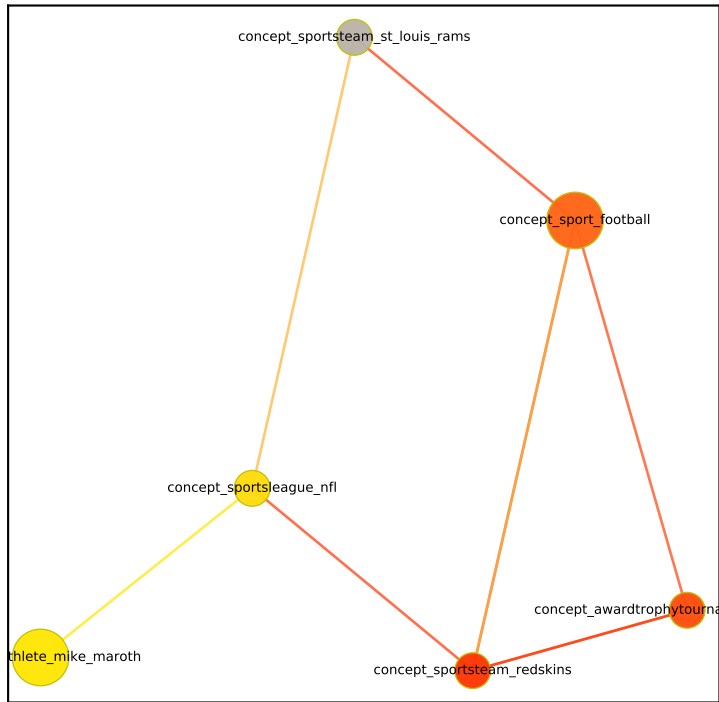 concept_sportsteam_st_louis_rams
concept_sport_football
concept_sportsleague_nfl
concept_awardtrophytourna
thlete_mike_maroth
concept_sportsteam_redskins